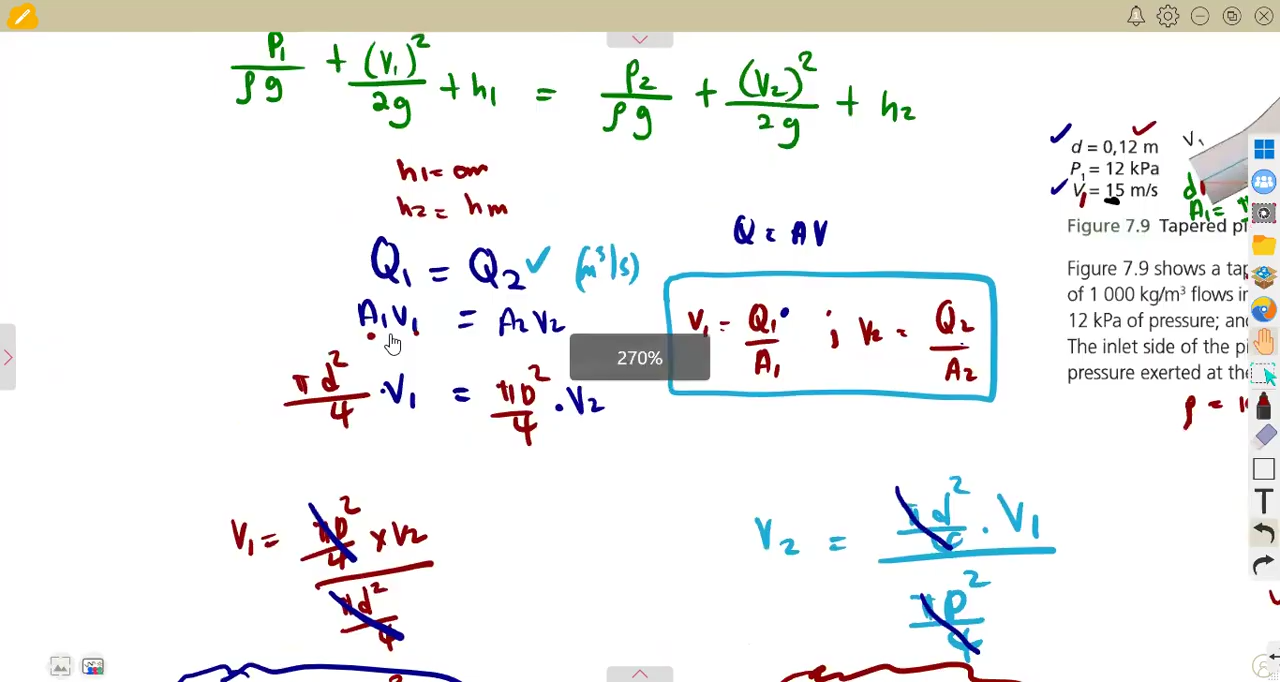 P₁/ρg + (V₁)²/2g + h₁ = P₂/ρg + (V₂)²/2g + h₂
h₁ = 0m
h₂ = hm
d = 0,12 m
P₁ = 12 kPa
V₁ = 15 m/s
V₁
d
A₁ =
Figure 7.9 Tapered pi
Q = AV
Q₁ = Q₂ ✓ (m³/s)
A₁V₁ = A₂V₂
V₁ = Q₁/A₁ ; V₂ = Q₂/A₂
270%
πd²/4 · V₁ = πD²/4 · V₂
Figure 7.9 shows a tap
of 1 000 kg/m³ flows in
12 kPa of pressure; and
The inlet side of the pi
pressure exerted at the
ρ = 1
V₁ = πD²/4 × V₂ / πd²/4
V₂ = πd²/4 · V₁ / πD²/4